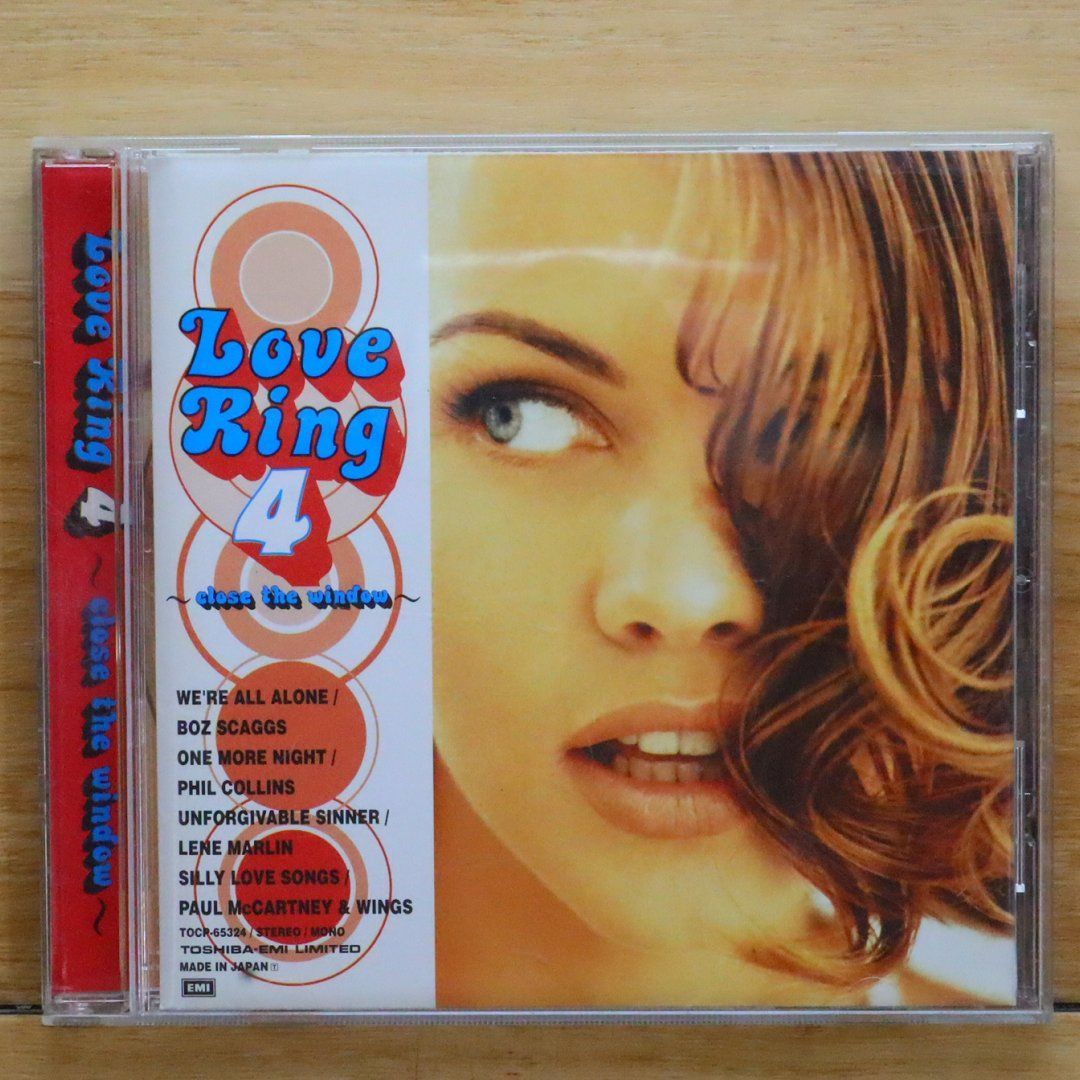 Love Ring 4 ~ close the window ~
Love
Ring
4
~ close the window ~
WE'RE ALL ALONE /
BOZ SCAGGS
ONE MORE NIGHT /
PHIL COLLINS
UNFORGIVABLE SINNER /
LENE MARLIN
SILLY LOVE SONGS /
PAUL McCARTNEY & WINGS
TOCP-65324 / STEREO / MONO
TOSHIBA-EMI LIMITED
MADE IN JAPAN Ⓣ
EMI